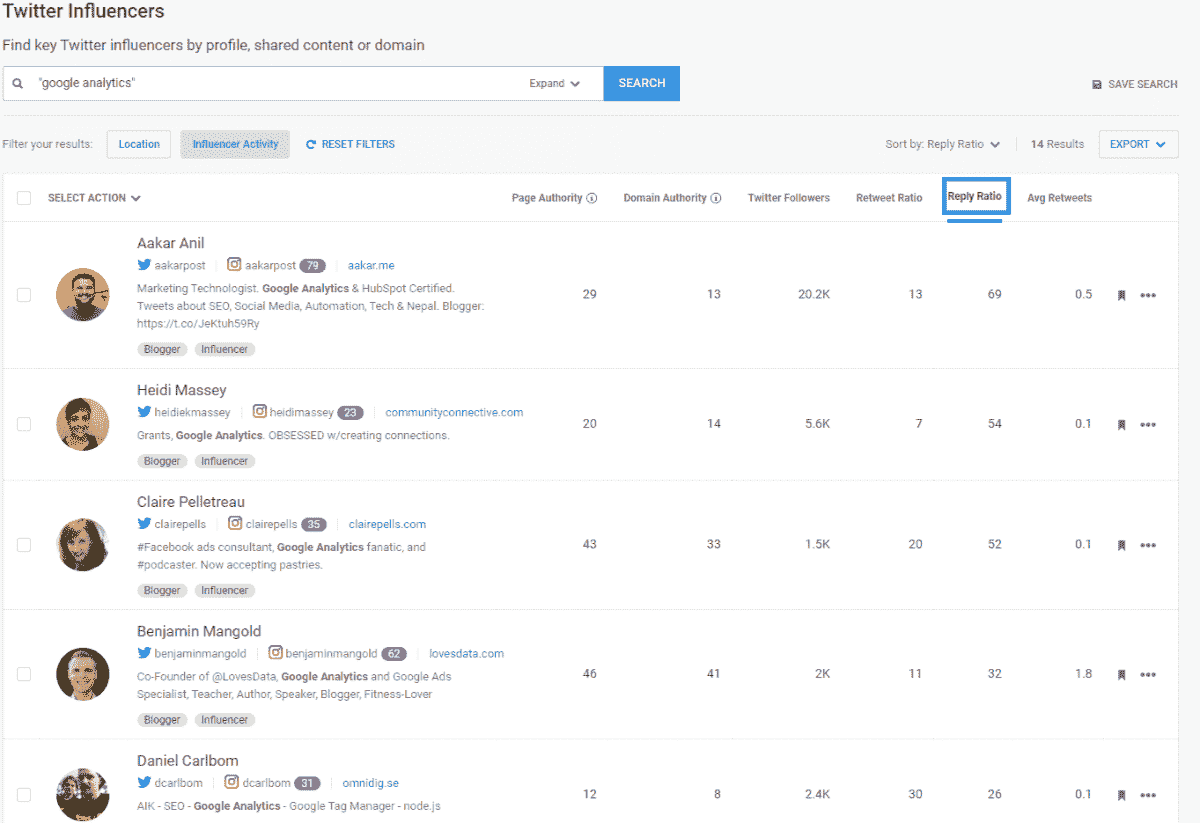 Twitter Influencers
Find key Twitter influencers by profile, shared content or domain
"google analytics" Expand SEARCH SAVE SEARCH
Filter your results: Location Influencer Activity RESET FILTERS Sort by: Reply Ratio 14 Results EXPORT
SELECT ACTION Page Authority Domain Authority Twitter Followers Retweet Ratio Reply Ratio Avg Retweets
Aakar Anil
aakarpost aakarpost 79 aakar.me
Marketing Technologist. Google Analytics & HubSpot Certified.
29 13 20.2K 13 69 0.5
Tweets about SEO, Social Media, Automation, Tech & Nepal. Blogger:
https://t.co/JeKtuh59Ry
Blogger Influencer
Heidi Massey
heidiekmassey heidimassey 23 communityconnective.com
20 14 5.6K 7 54 0.1
Grants, Google Analytics. OBSESSED w/creating connections.
Blogger Influencer
Claire Pelletreau
clairepells clairepells 35 clairepells.com
#Facebook ads consultant, Google Analytics fanatic, and
43 33 1.5K 20 52 0.1
#podcaster. Now accepting pastries.
Blogger Influencer
Benjamin Mangold
benjaminmangold benjaminmangold 62 lovesdata.com
Co-Founder of @LovesData, Google Analytics and Google Ads
46 41 2K 11 32 1.8
Specialist, Teacher, Author, Speaker, Blogger, Fitness-Lover
Blogger Influencer
Daniel Carlbom
dcarlbom dcarlbom 31 omnidig.se
12 8 2.4K 30 26 0.1
AIK - SEO - Google Analytics - Google Tag Manager - node.js